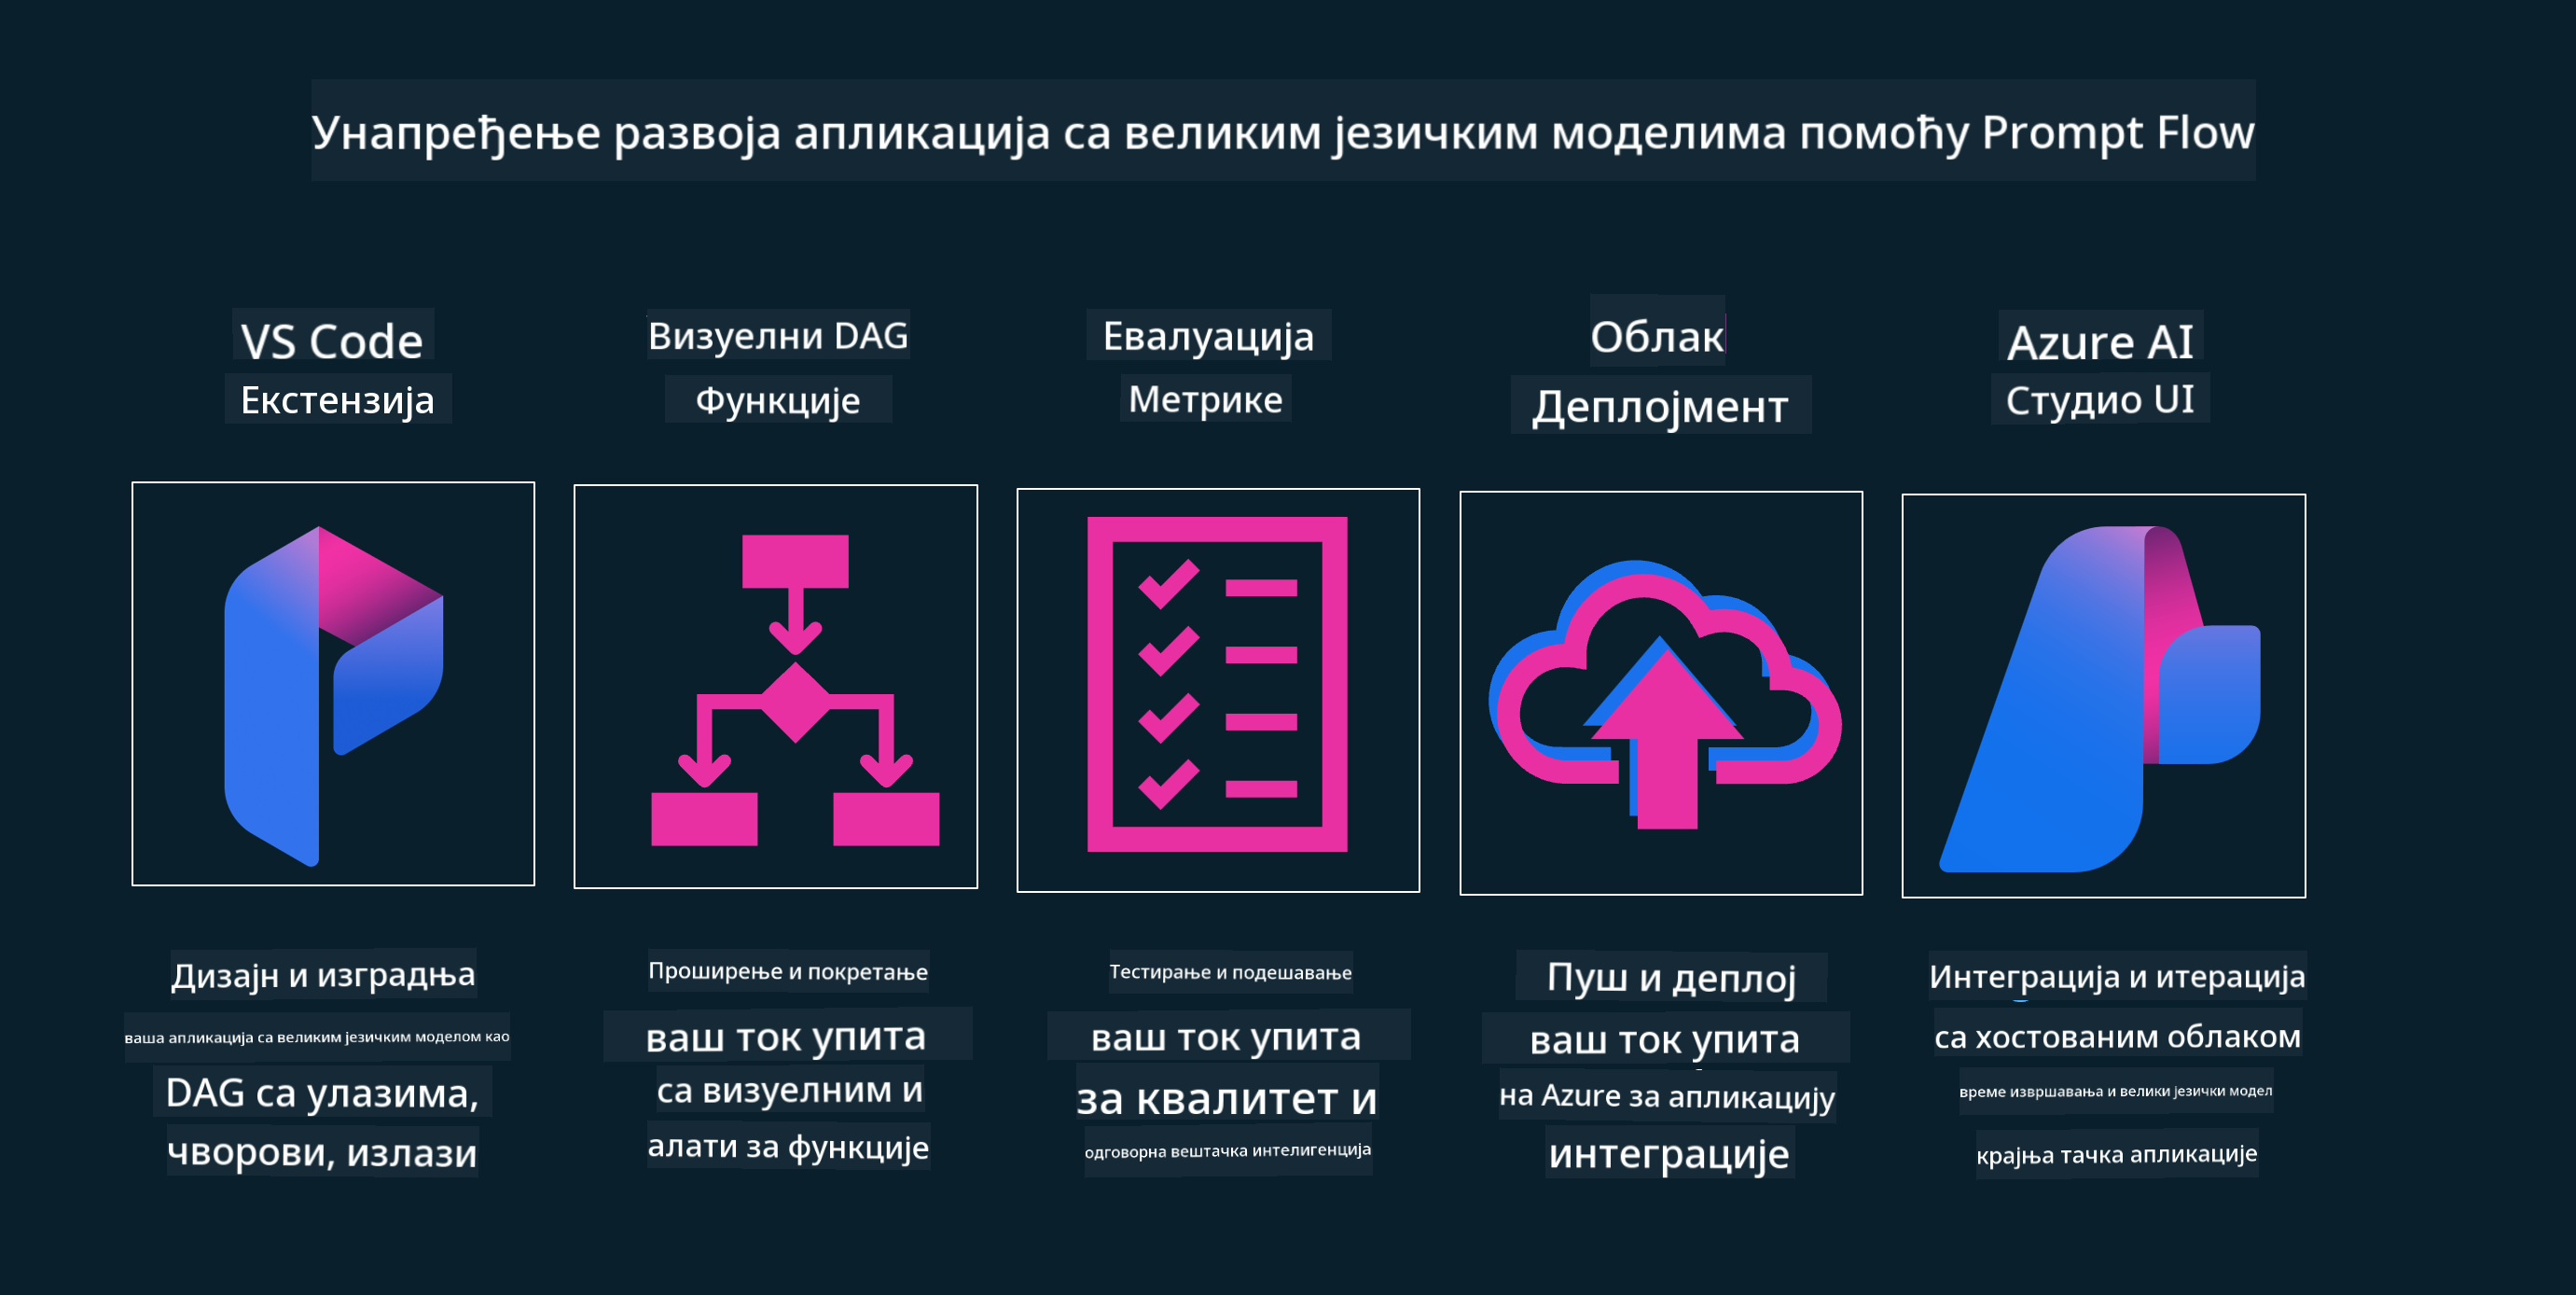 Унапређење развоја апликација са великим језичким моделима помоћу Prompt Flow
VS Code
Екстензија
Визуелни DAG
Функције
Евалуација
Метрике
Облак
Деплојмент
Azure AI
Студио UI
Дизајн и изградња
ваша апликација са великим језичким моделом као
DAG са улазима,
чворови, излази
Проширење и покретање
ваш ток упита
са визуелним и
алати за функције
Тестирање и подешавање
ваш ток упита
за квалитет и
одговорна вештачка интелигенција
Пуш и деплој
ваш ток упита
на Azure за апликацију
интеграције
Интеграција и итерација
са хостованим облаком
време извршавања и велики језички модел
крајња тачка апликације